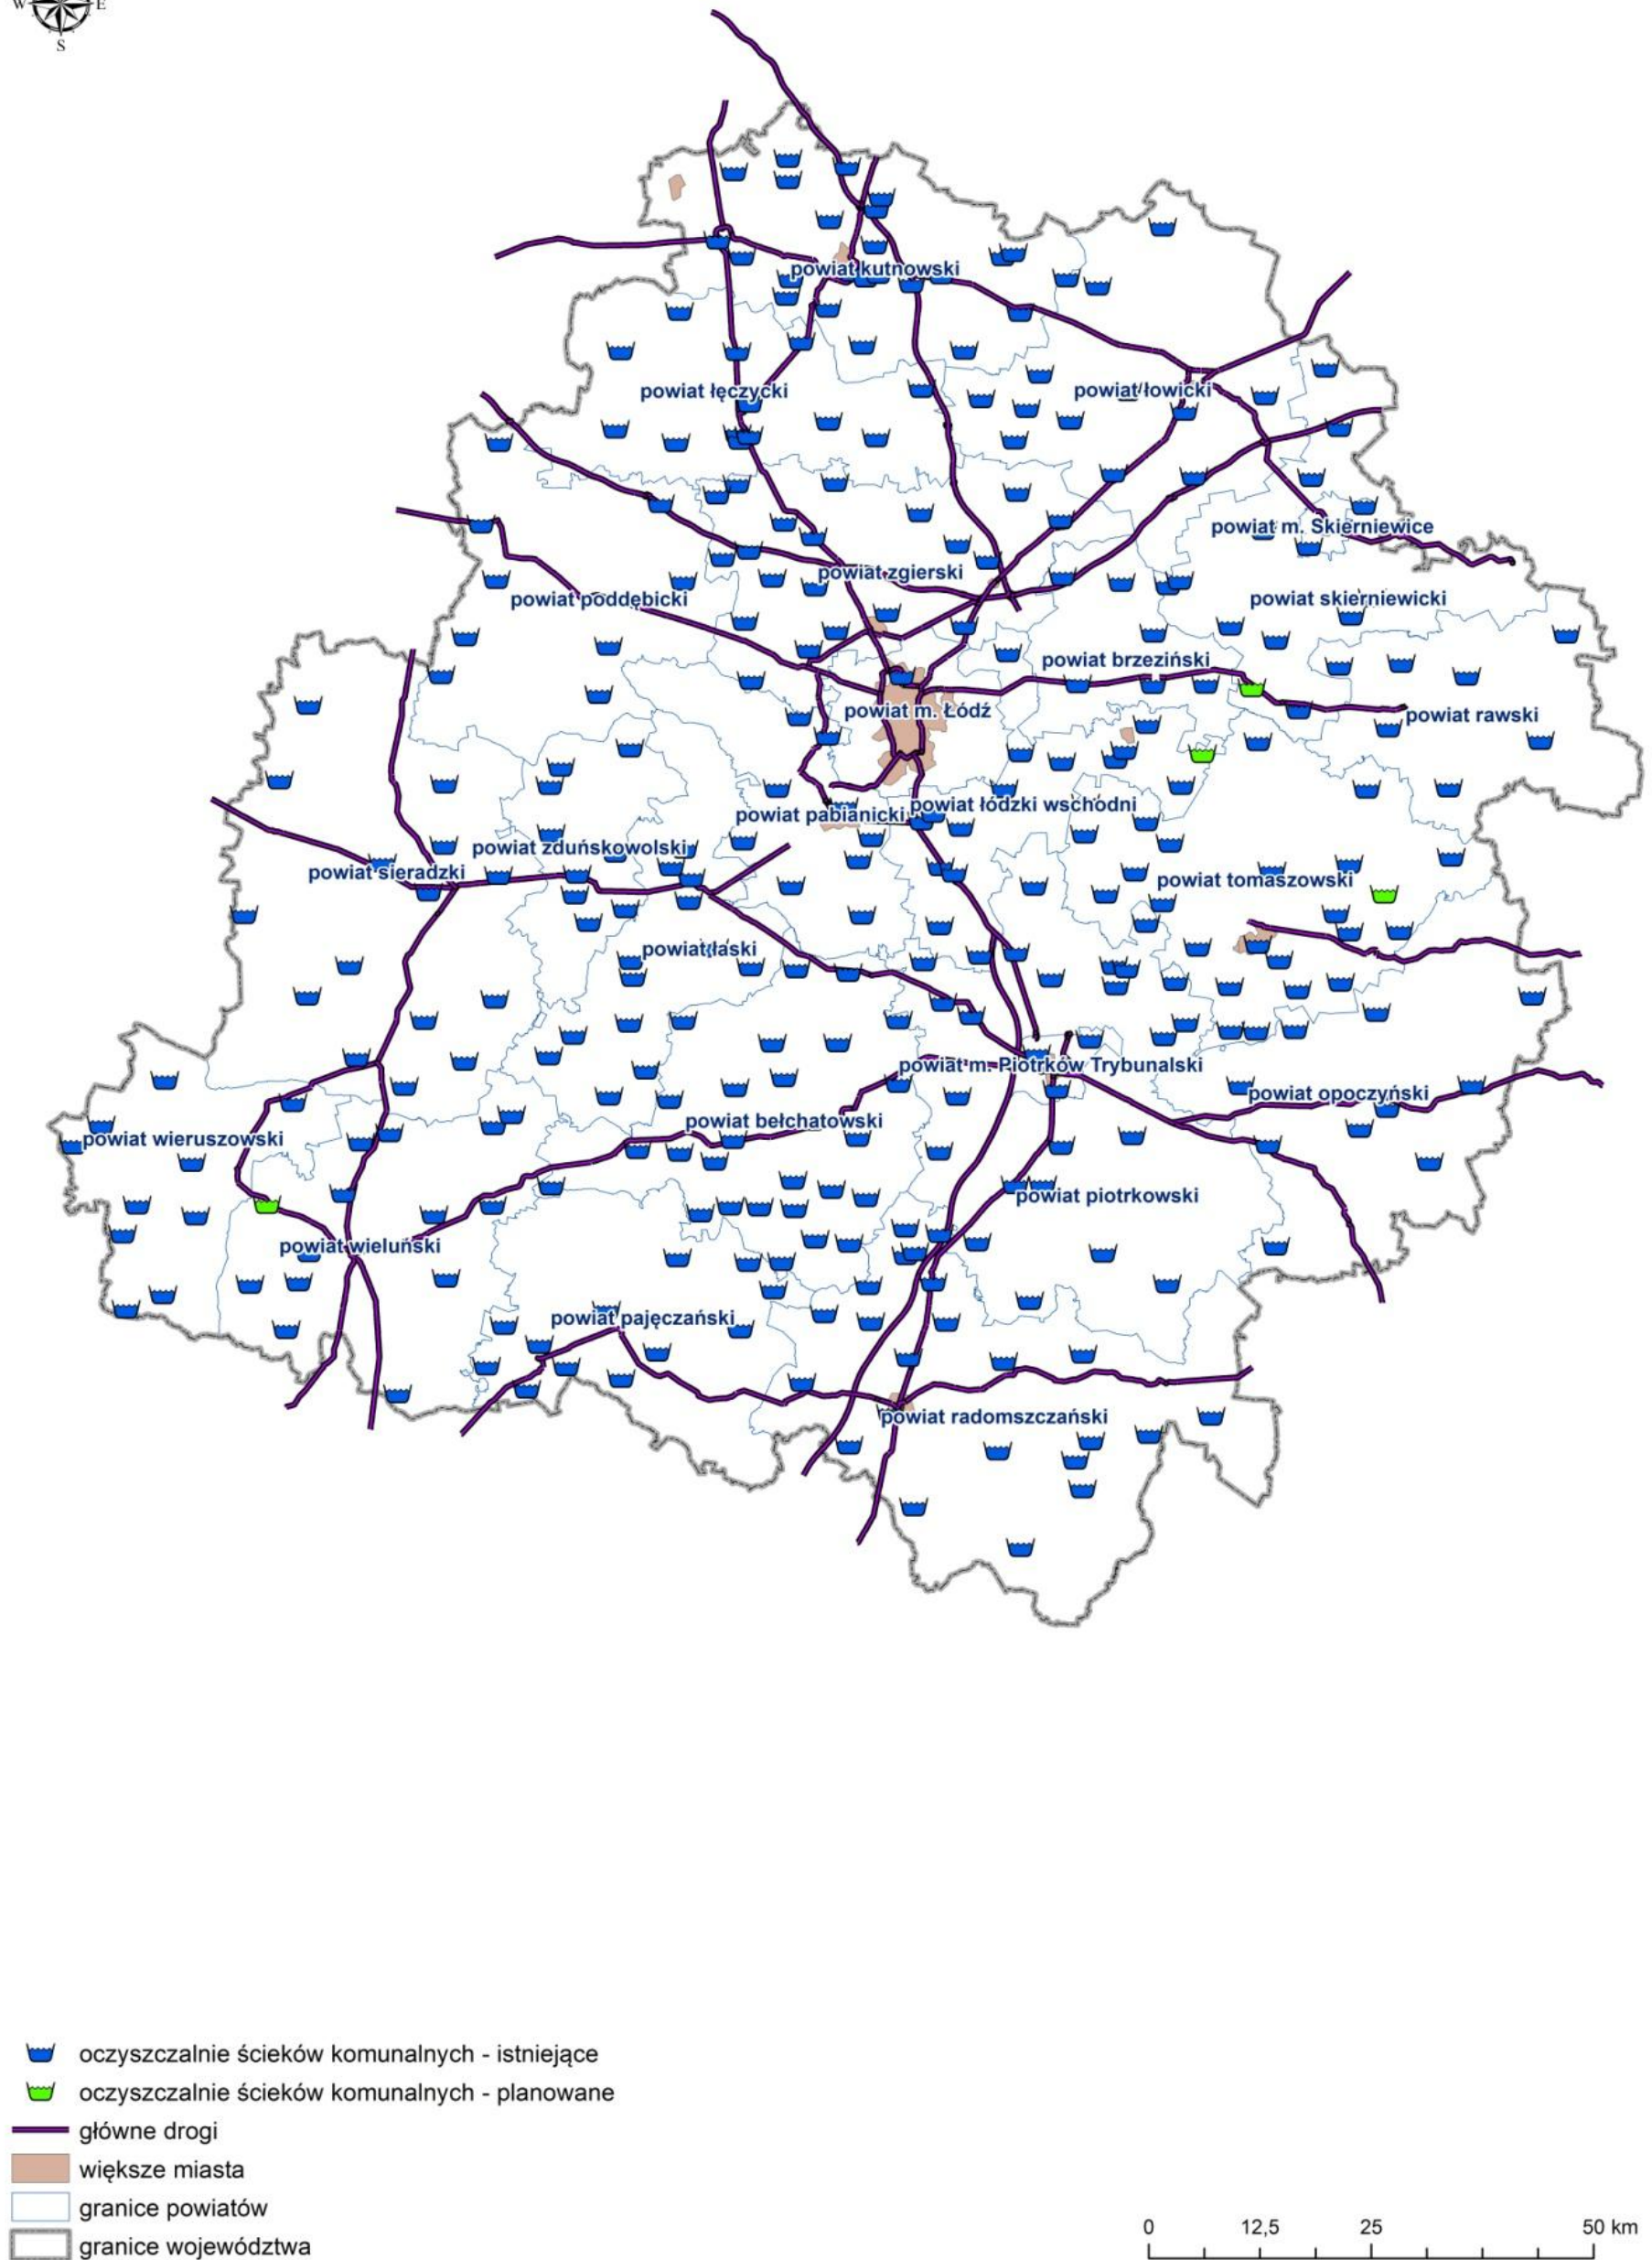 W E
S
powiat kutnowski
powiat łęczycki
powiat łowicki
powiat m. Skierniewice
powiat zgierski
powiat poddębicki
powiat skierniewicki
powiat brzeziński
powiat m. Łódź
powiat rawski
powiat pabianicki
powiat łódzki wschodni
powiat zduńskowolski
powiat sieradzki
powiat tomaszowski
powiat łaski
powiat m. Piotrków Trybunalski
powiat opoczyński
powiat bełchatowski
powiat wieruszowski
powiat piotrkowski
powiat wieluński
powiat pajęczański
powiat radomszczański
oczyszczalnie ścieków komunalnych - istniejące
oczyszczalnie ścieków komunalnych - planowane
główne drogi
większe miasta
granice powiatów
granice województwa
0 12,5 25 50 km